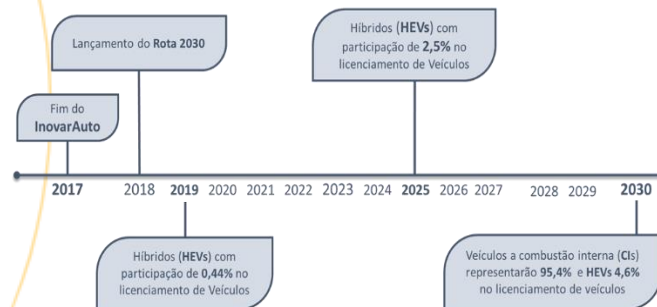 Lançamento do Rota 2030
Híbridos (HEVs) com
participação de 2,5% no
licenciamento de Veículos
Fim do
InovarAuto
2017 2018 2019 2020 2021 2022 2023 2024 2025 2026 2027 2028 2029 2030
Híbridos (HEVs) com
participação de 0,44% no
licenciamento de Veículos
Veículos a combustão interna (CIs)
representarão 95,4% e HEVs 4,6%
no licenciamento de veículos